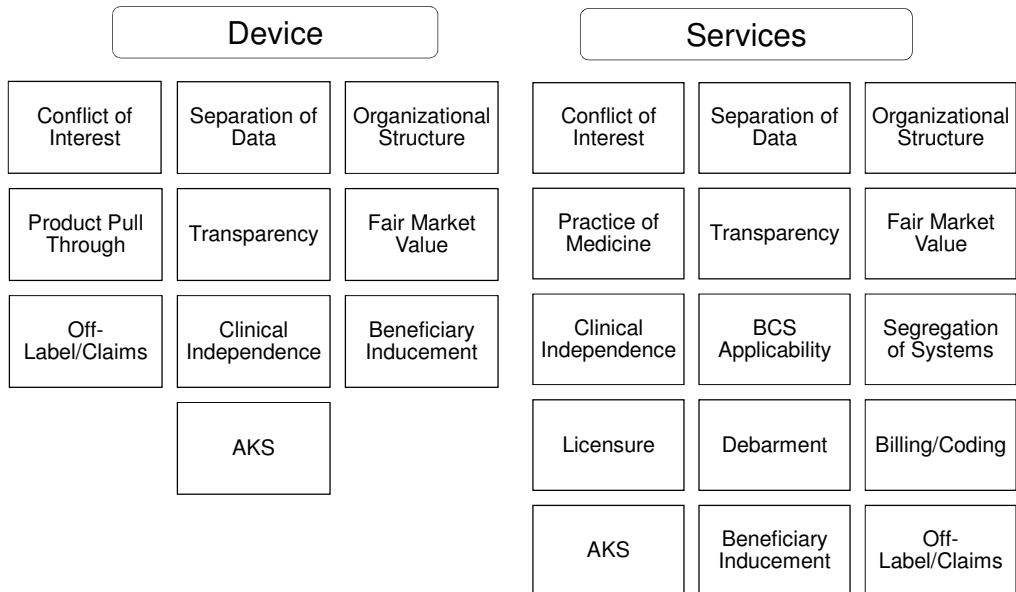 Device
Conflict of
Interest
Separation of
Data
Organizational
Structure
Product Pull
Through
Transparency
Fair Market
Value
Off-
Label/Claims
Clinical
Independence
Beneficiary
Inducement
AKS
Services
Conflict of
Interest
Separation of
Data
Organizational
Structure
Practice of
Medicine
Transparency
Fair Market
Value
Clinical
Independence
BCS
Applicability
Segregation
of Systems
Licensure
Debarment
Billing/Coding
AKS
Beneficiary
Inducement
Off-
Label/Claims